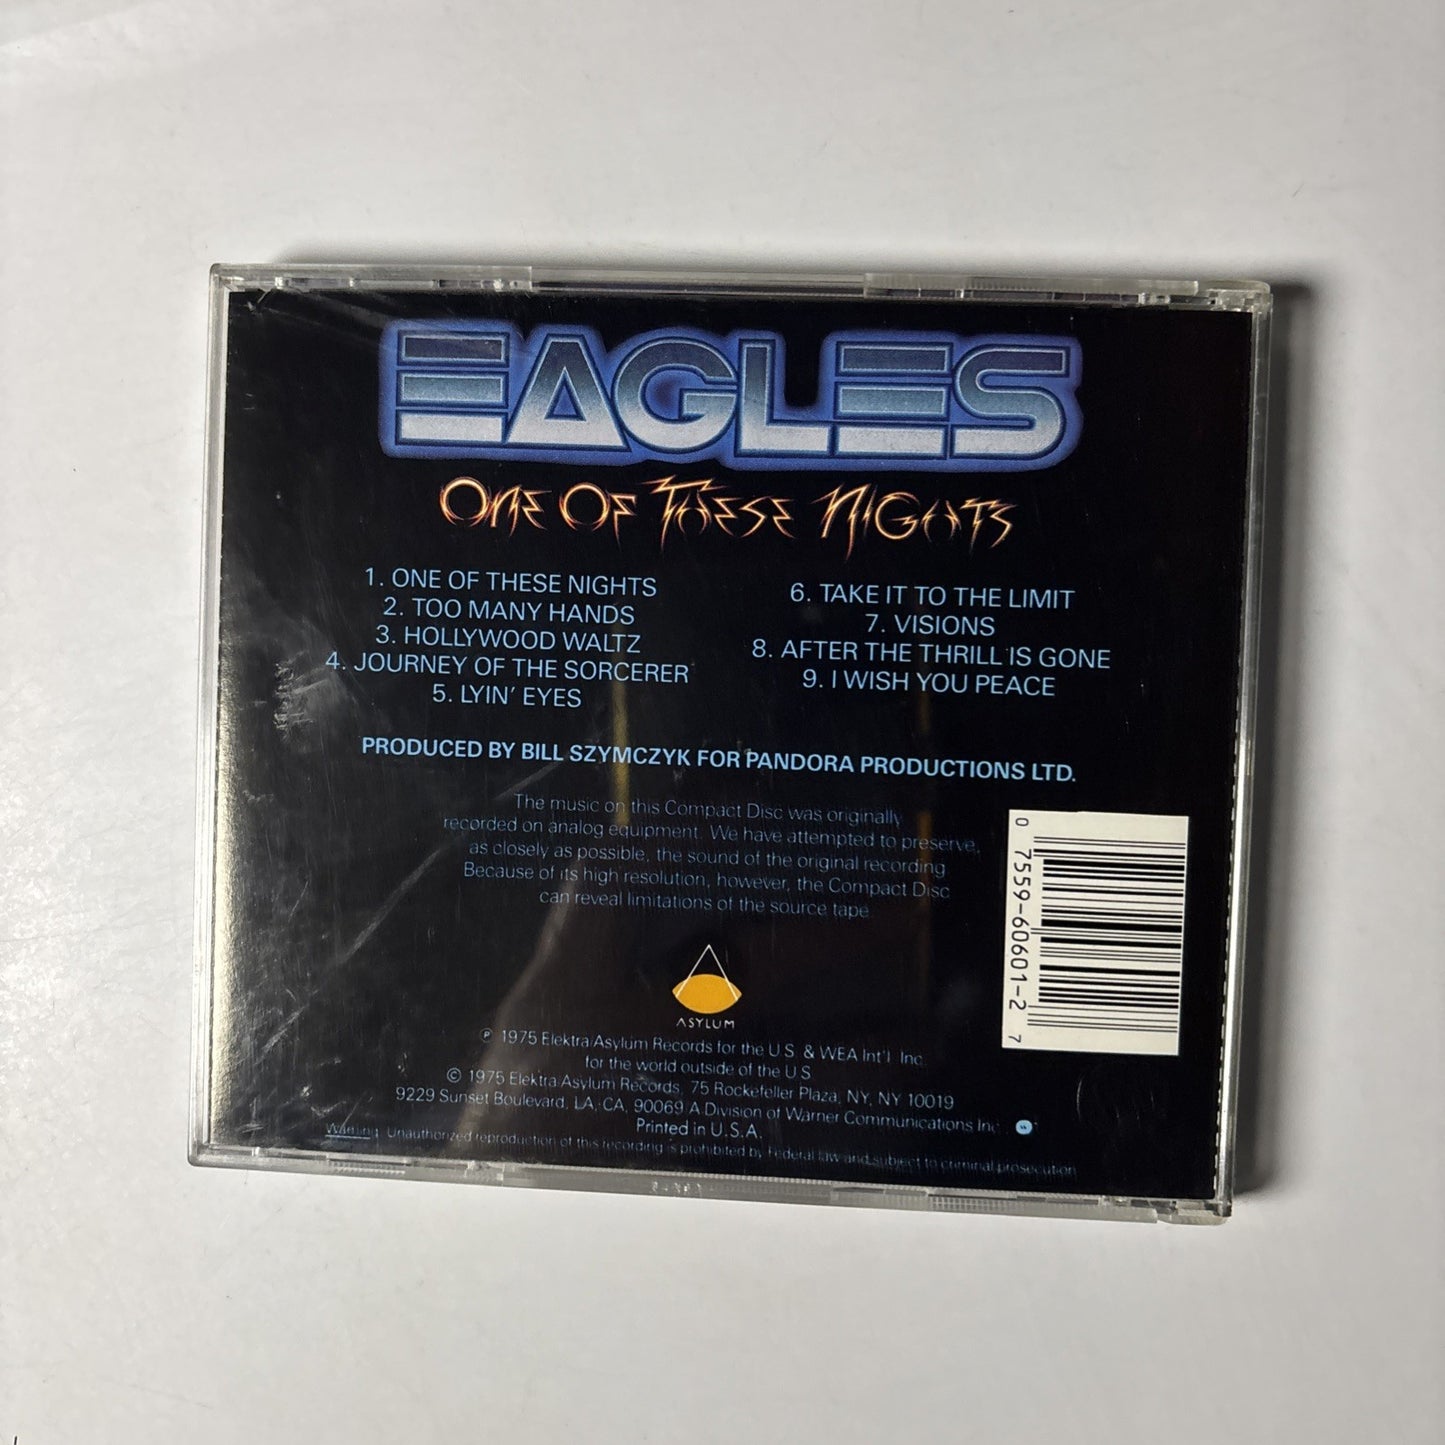 EAGLES
ONE OF THESE NIGHTS
1. ONE OF THESE NIGHTS
2. TOO MANY HANDS
3. HOLLYWOOD WALTZ
4. JOURNEY OF THE SORCERER
5. LYIN' EYES
6. TAKE IT TO THE LIMIT
7. VISIONS
8. AFTER THE THRILL IS GONE
9. I WISH YOU PEACE
PRODUCED BY BILL SZYMCZYK FOR PANDORA PRODUCTIONS LTD.
The music on this Compact Disc was originally
recorded on analog equipment. We have attempted to preserve,
as closely as possible, the sound of the original recording
Because of its high resolution, however, the Compact Disc
can reveal limitations of the source tape
0 7559-60601-2 7
ASYLUM
℗ 1975 Elektra/Asylum Records for the U.S. & WEA Int'l Inc.
for the world outside of the U.S.
© 1975 Elektra/Asylum Records, 75 Rockefeller Plaza, NY, NY 10019
9229 Sunset Boulevard, LA, CA, 90069 A Division of Warner Communications Inc.
Printed in U.S.A.
Warning: Unauthorized reproduction of this recording is prohibited by Federal law and subject to criminal prosecution